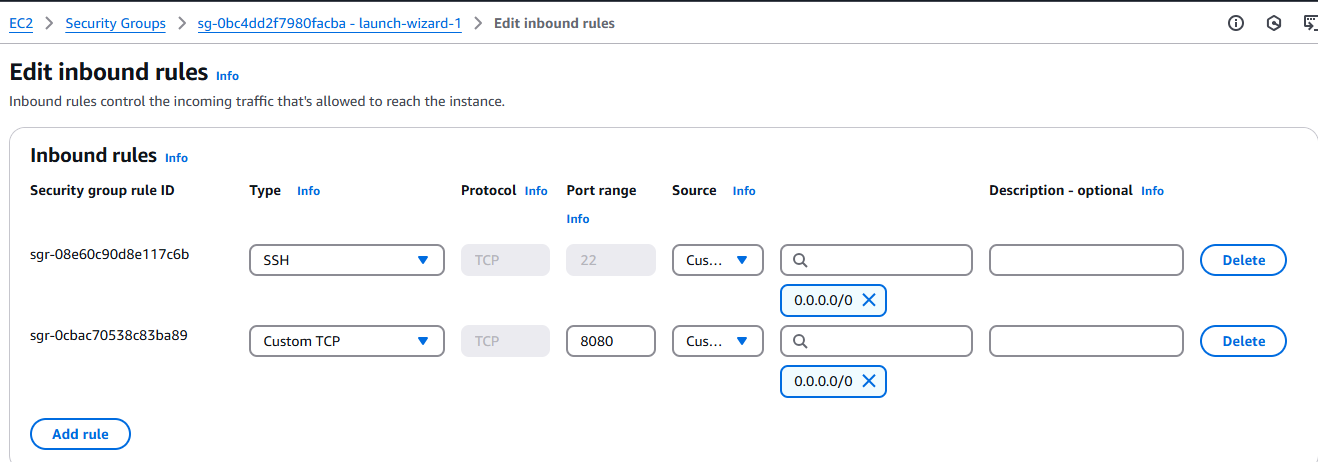 EC2 > Security Groups > sg-0bc4dd2f7980facba - launch-wizard-1 > Edit inbound rules
Edit inbound rules Info
Inbound rules control the incoming traffic that's allowed to reach the instance.
Inbound rules Info
Security group rule ID Type Info Protocol Info Port range Source Info Description - optional Info
Info
sgr-08e60c90d8e117c6b SSH TCP 22 Cus... Delete
0.0.0.0/0
sgr-0cbac70538c83ba89 Custom TCP TCP 8080 Cus... Delete
0.0.0.0/0
Add rule